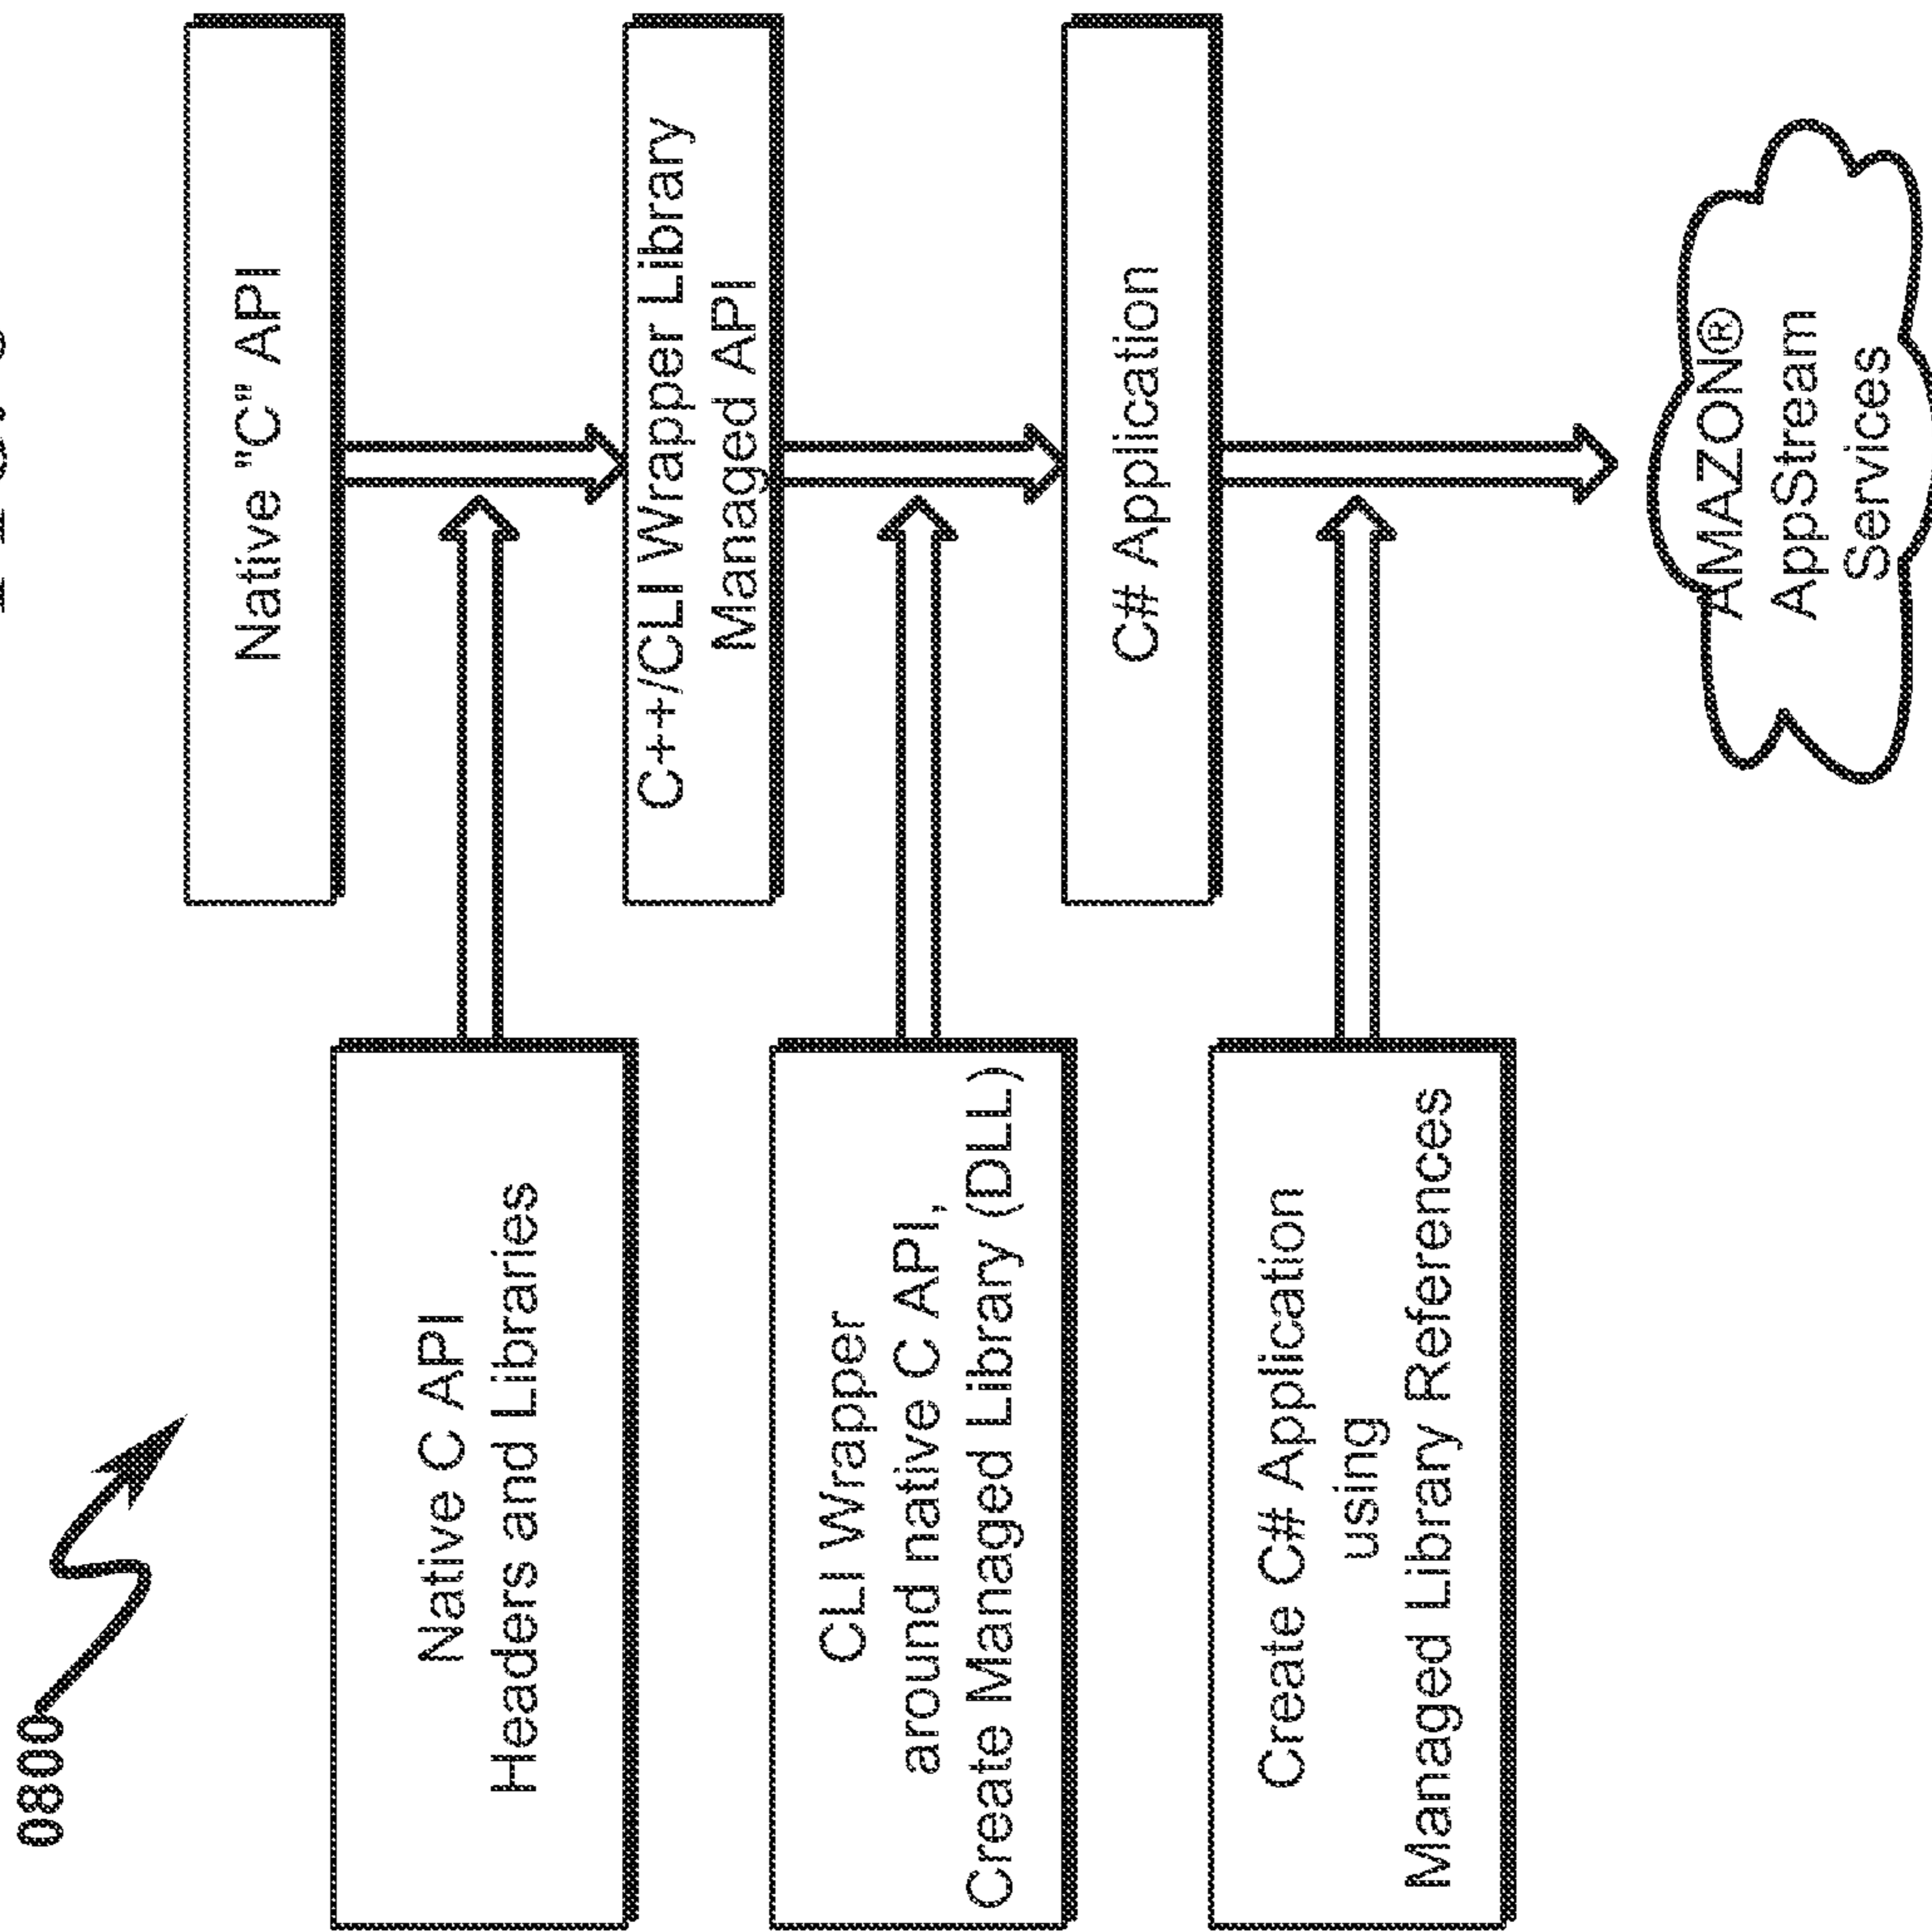 0800
Native "C" API
Native C API
Headers and Libraries
C++/CLI Wrapper Library
Managed API
CLI Wrapper
around native C API,
Create Managed Library (DLL)
C# Application
Create C# Application
using
Managed Library References
AMAZON®
AppStream
Services